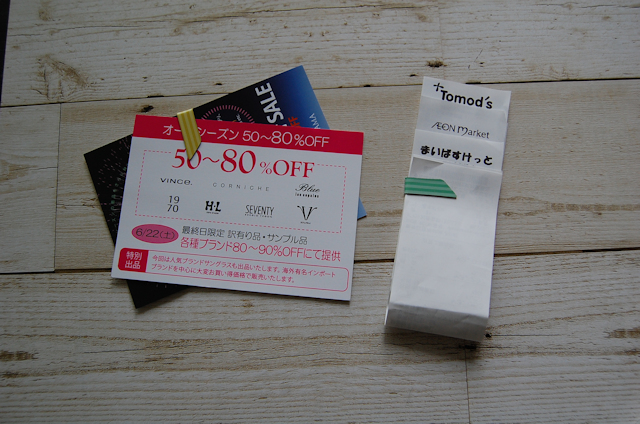 SALE
オールシーズン 50～80%OFF
50～80%OFF
VINCE.
CORNICHE
Blue
LOS ANGELES
19
70
H·L
SEVENTY
V
6/22(土)
最終日限定 訳有り品・サンプル品
各種ブランド80～90%OFFにて提供
特別
出品
今回は人気ブランドサングラスも出品いたします。海外有名インポート
ブランドを中心に大変お買い得価格で販売いたします。
Tomod's
ÆON Market
まいばすけっと